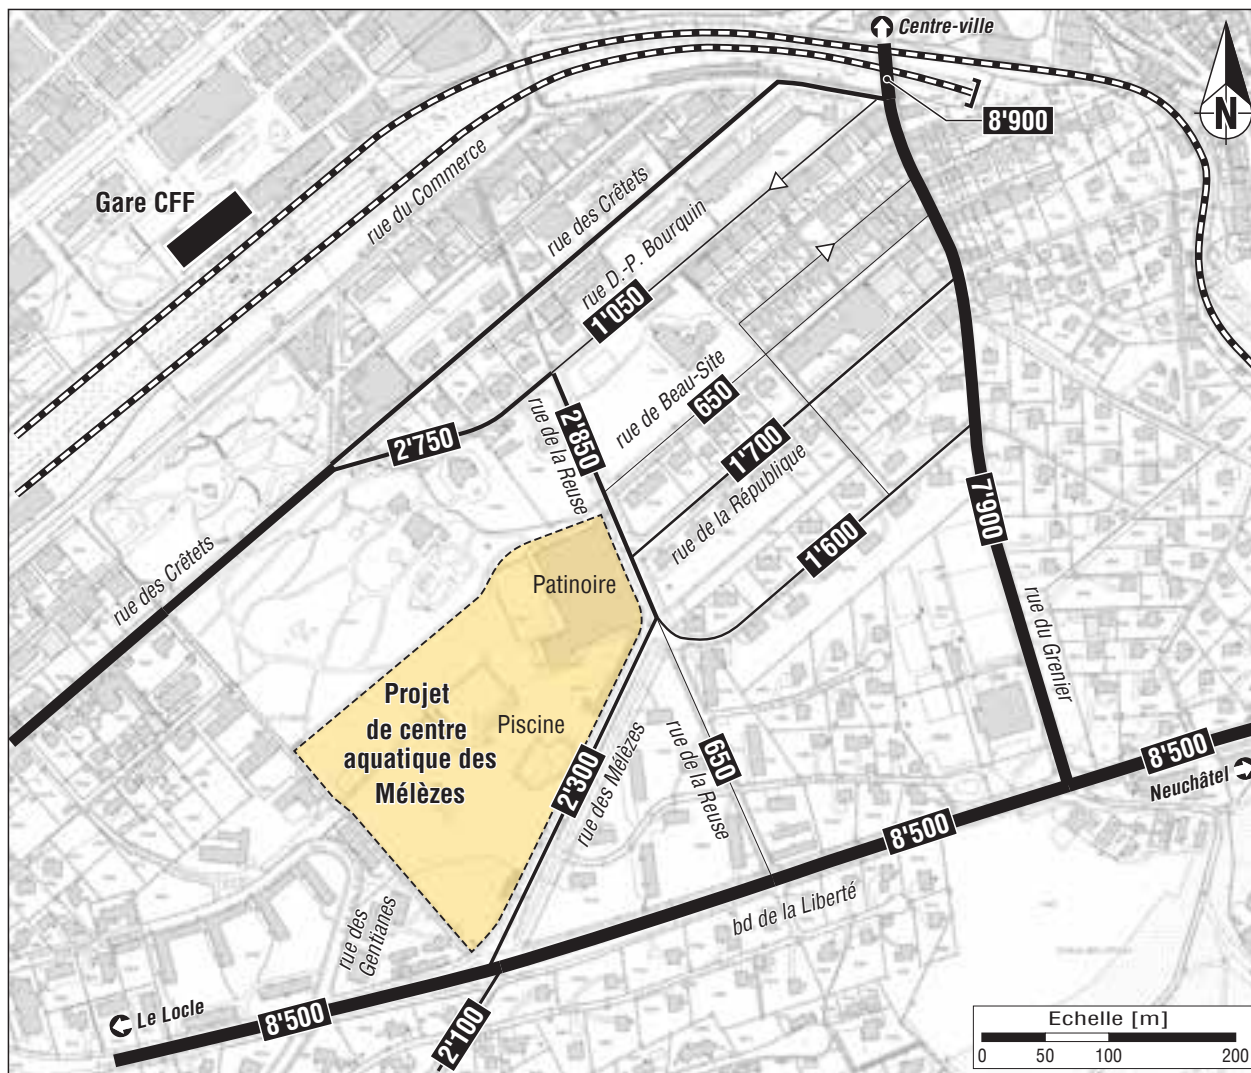 Centre-ville
8'900
N
Gare CFF
rue du Commerce
rue des Crêtets
rue D.-P. Bourquin
1'050
rue de Beau-Site
650
2'750
rue de la Reuse
2'850
1'700
rue de la République
1'600
7'900
rue des Crêtets
Patinoire
rue du Grenier
Projet
de centre
aquatique des
Mélèzes
Piscine
2'300
rue des Mélèzes
650
rue de la Reuse
8'500
Neuchâtel
8'500
bd de la Liberté
rue des
Gentianes
Le Locle
8'500
2'100
Echelle [m]
0 50 100 200